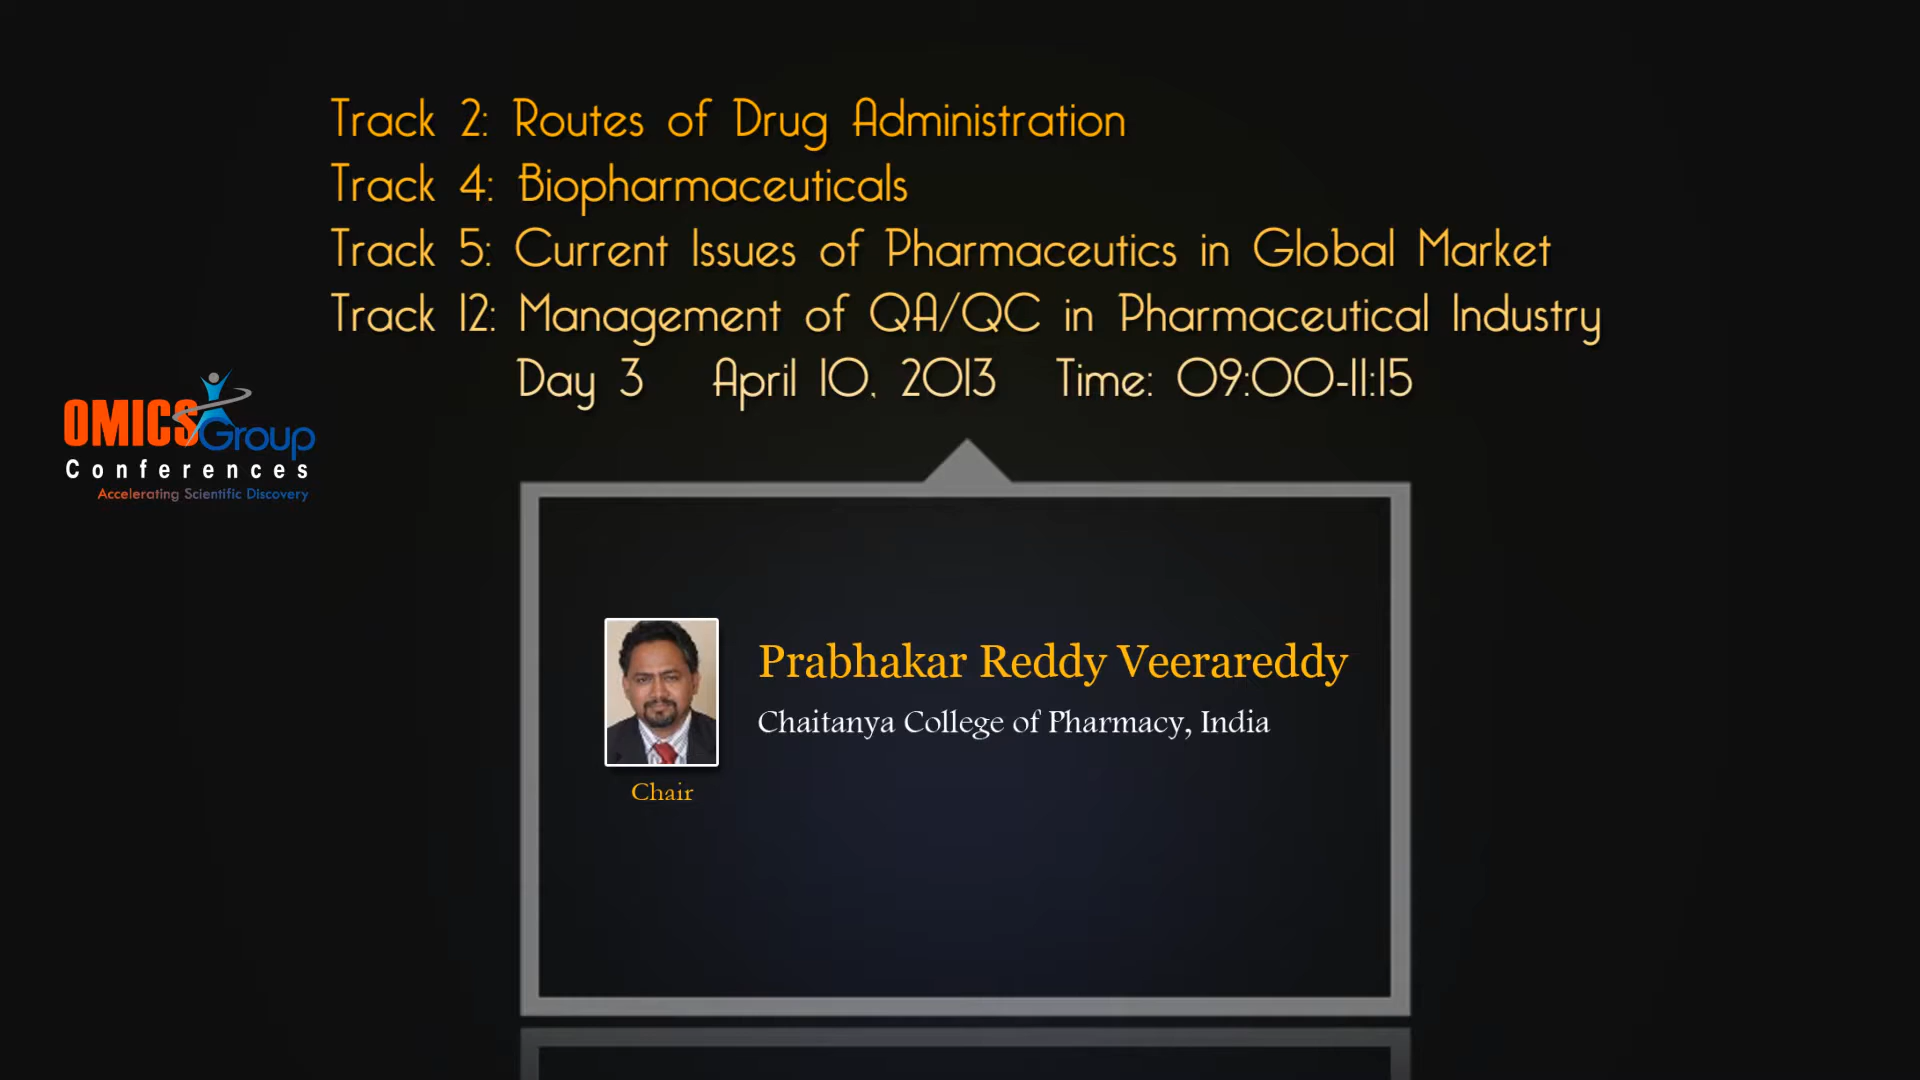 Track 2: Routes of Drug Administration
Track 4: Biopharmaceuticals
Track 5: Current Issues of Pharmaceutics in Global Market
Track 12: Management of QA/QC in Pharmaceutical Industry
Day 3 April 10, 2013 Time: 09:00-11:15
OMICS Group
Conferences
Accelerating Scientific Discovery
Prabhakar Reddy Veerareddy
Chaitanya College of Pharmacy, India
Chair